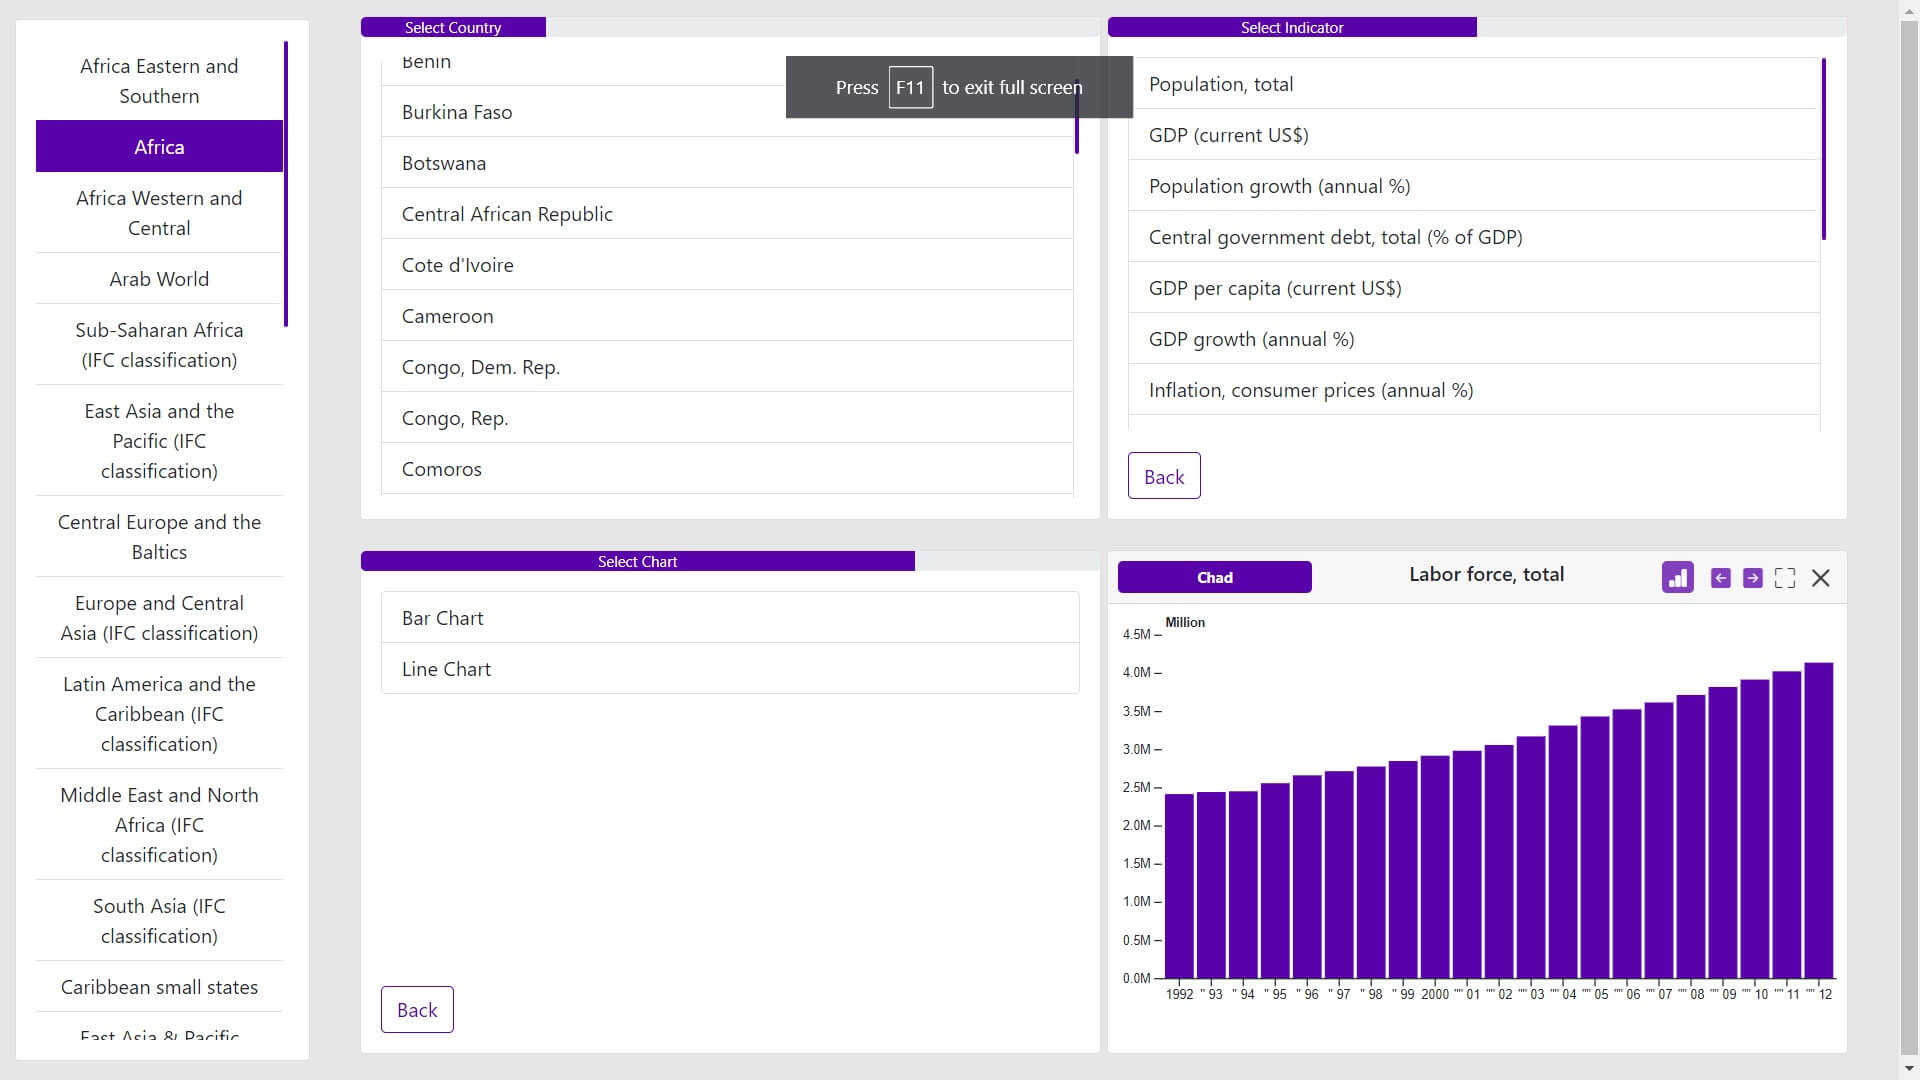 Africa Eastern and
Southern
Africa
Africa Western and
Central
Arab World
Sub-Saharan Africa
(IFC classification)
East Asia and the
Pacific (IFC
classification)
Central Europe and the
Baltics
Europe and Central
Asia (IFC classification)
Latin America and the
Caribbean (IFC
classification)
Middle East and North
Africa (IFC
classification)
South Asia (IFC
classification)
Caribbean small states
East Asia & Pacific
Select Country
Benin
Burkina Faso
Botswana
Central African Republic
Cote d'Ivoire
Cameroon
Congo, Dem. Rep.
Congo, Rep.
Comoros
Press F11 to exit full screen
Select Indicator
Population, total
GDP (current US$)
Population growth (annual %)
Central government debt, total (% of GDP)
GDP per capita (current US$)
GDP growth (annual %)
Inflation, consumer prices (annual %)
Back
Select Chart
Bar Chart
Line Chart
Back
Chad
Labor force, total
Million
4.5M
4.0M
3.5M
3.0M
2.5M
2.0M
1.5M
1.0M
0.5M
0.0M
1992 " 93 " 94 " 95 " 96 " 97 " 98 " 99 2000 "" 01 "" 02 "" 03 "" 04 "" 05 "" 06 "" 07 "" 08 "" 09 "" 10 "" 11 "" 12